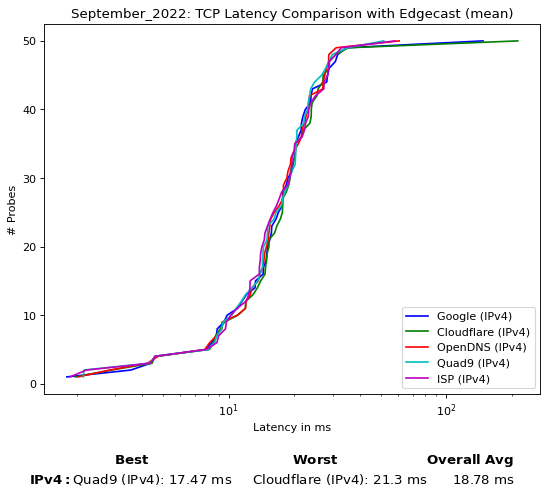 September_2022: TCP Latency Comparison with Edgecast (mean)
50
40
30
20
10
0
# Probes
Google (IPv4)
Cloudflare (IPv4)
OpenDNS (IPv4)
Quad9 (IPv4)
ISP (IPv4)
10^1
10^2
Latency in ms
Best Worst Overall Avg
IPv4: Quad9 (IPv4): 17.47 ms Cloudflare (IPv4): 21.3 ms 18.78 ms